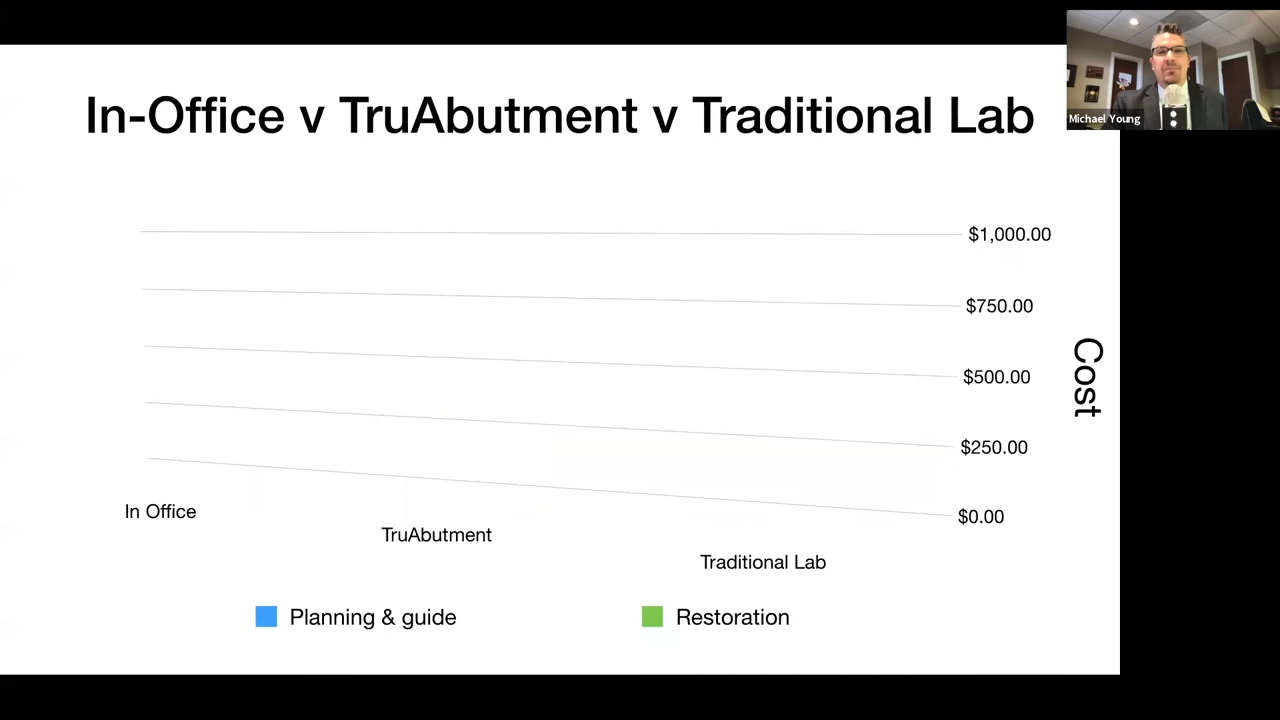 In-Office v TruAbutment v Traditional Lab
Michael Young
$1,000.00
$750.00
$500.00
$250.00
$0.00
Cost
In Office
TruAbutment
Traditional Lab
Planning & guide
Restoration